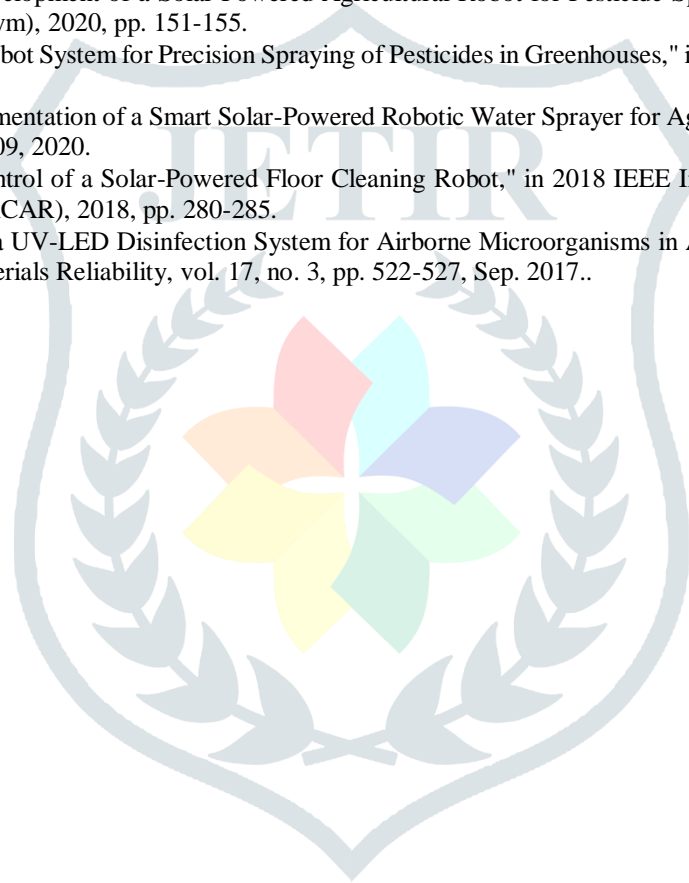 velopment of a Solar Powered Agricultural Robot for Pesticide Sp
ym), 2020, pp. 151-155.
bot System for Precision Spraying of Pesticides in Greenhouses," i
mentation of a Smart Solar-Powered Robotic Water Sprayer for Ag
09, 2020.
ntrol of a Solar-Powered Floor Cleaning Robot," in 2018 IEEE I
CAR), 2018, pp. 280-285.
a UV-LED Disinfection System for Airborne Microorganisms in A
erials Reliability, vol. 17, no. 3, pp. 522-527, Sep. 2017..
JETIR